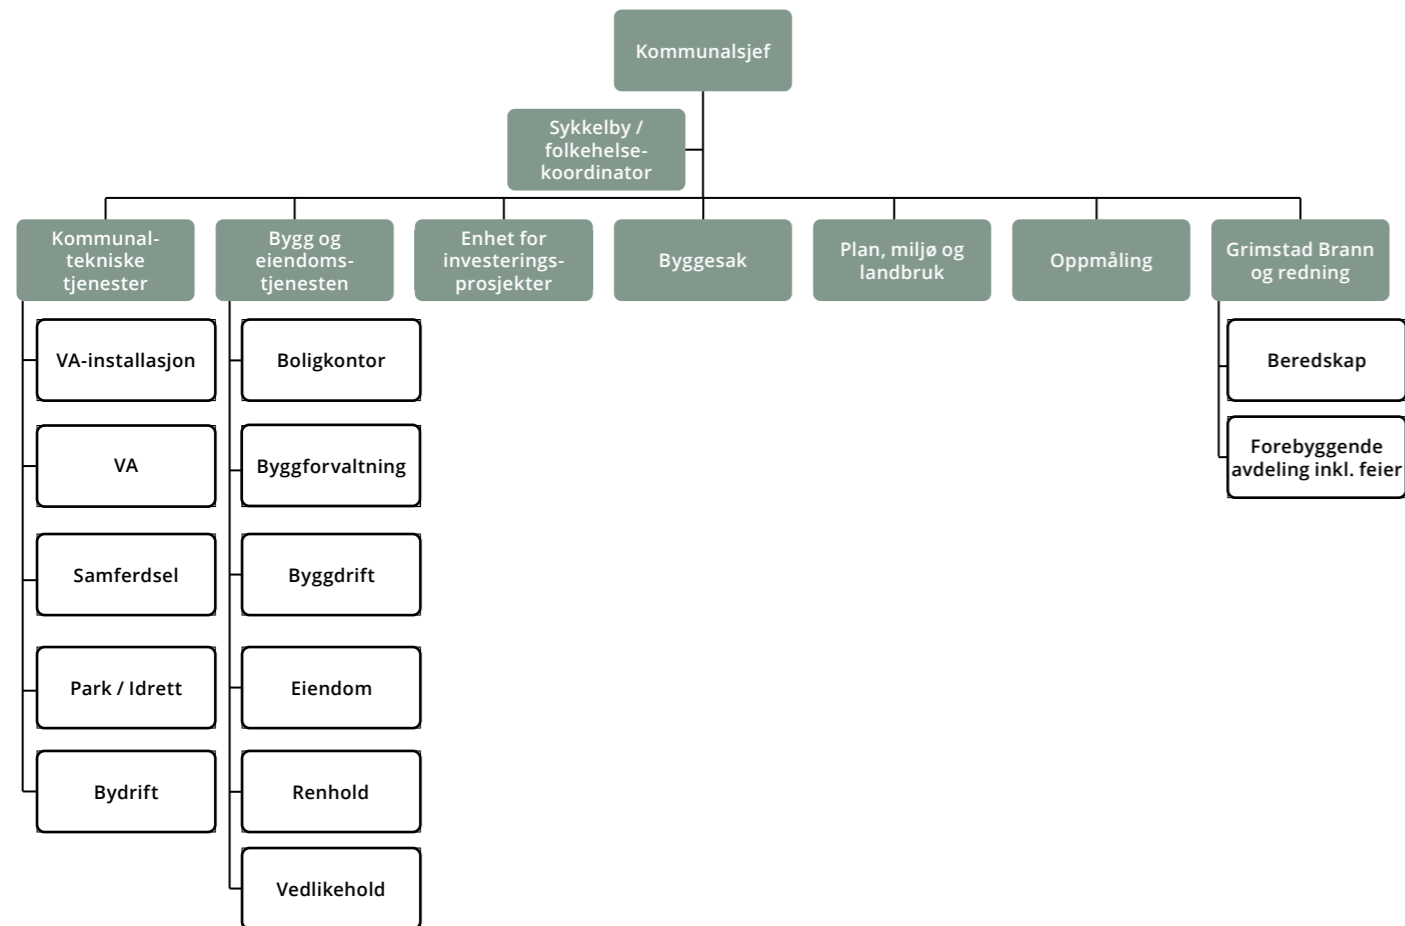 Kommunalsjef
Sykkelby /
folkehelse-
koordinator
Kommunal-
tekniske
tjenester
Bygg og
eiendoms-
tjenesten
Enhet for
investerings-
prosjekter
Byggesak
Plan, miljø og
landbruk
Oppmåling
Grimstad Brann
og redning
VA-installasjon
VA
Samferdsel
Park / Idrett
Bydrift
Boligkontor
Byggforvaltning
Byggdrift
Eiendom
Renhold
Vedlikehold
Beredskap
Forebyggende
avdeling inkl. feier